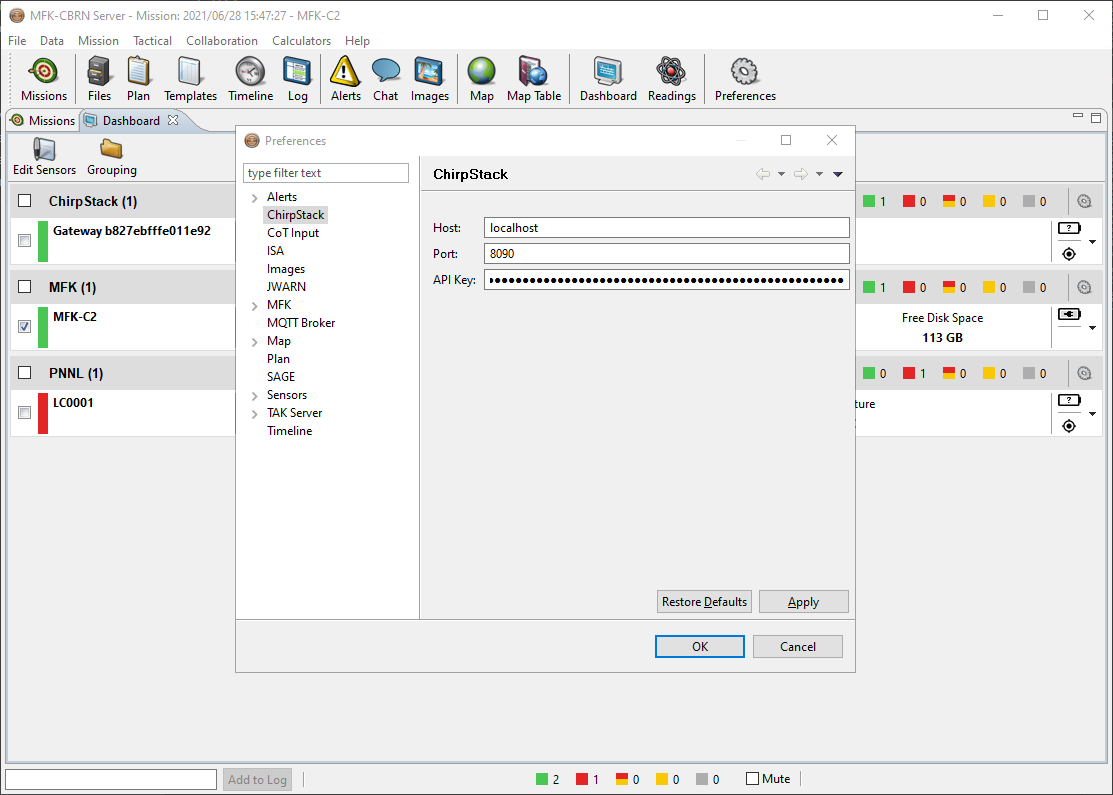 MFK-CBRN Server - Mission: 2021/06/28 15:47:27 - MFK-C2
File Data Mission Tactical Collaboration Calculators Help
Missions Files Plan Templates Timeline Log Alerts Chat Images Map Map Table Dashboard Readings Preferences
Missions Dashboard
Edit Sensors Grouping
ChirpStack (1) 1 0 0 0 0
Gateway b827ebfffe011e92 ?
MFK (1) 1 0 0 0 0
MFK-C2 Free Disk Space
113 GB
PNNL (1) 0 1 0 0 0
LC0001 ture ?
Preferences
type filter text
Alerts
ChirpStack
CoT Input
ISA
Images
JWARN
MFK
MQTT Broker
Map
Plan
SAGE
Sensors
TAK Server
Timeline
ChirpStack
Host: localhost
Port: 8090
API Key: ●●●●●●●●●●●●●●●●●●●●●●●●●●●●●●●●●●●●●●●●●●●●●
Restore Defaults Apply
OK Cancel
Add to Log 2 1 0 0 0 Mute